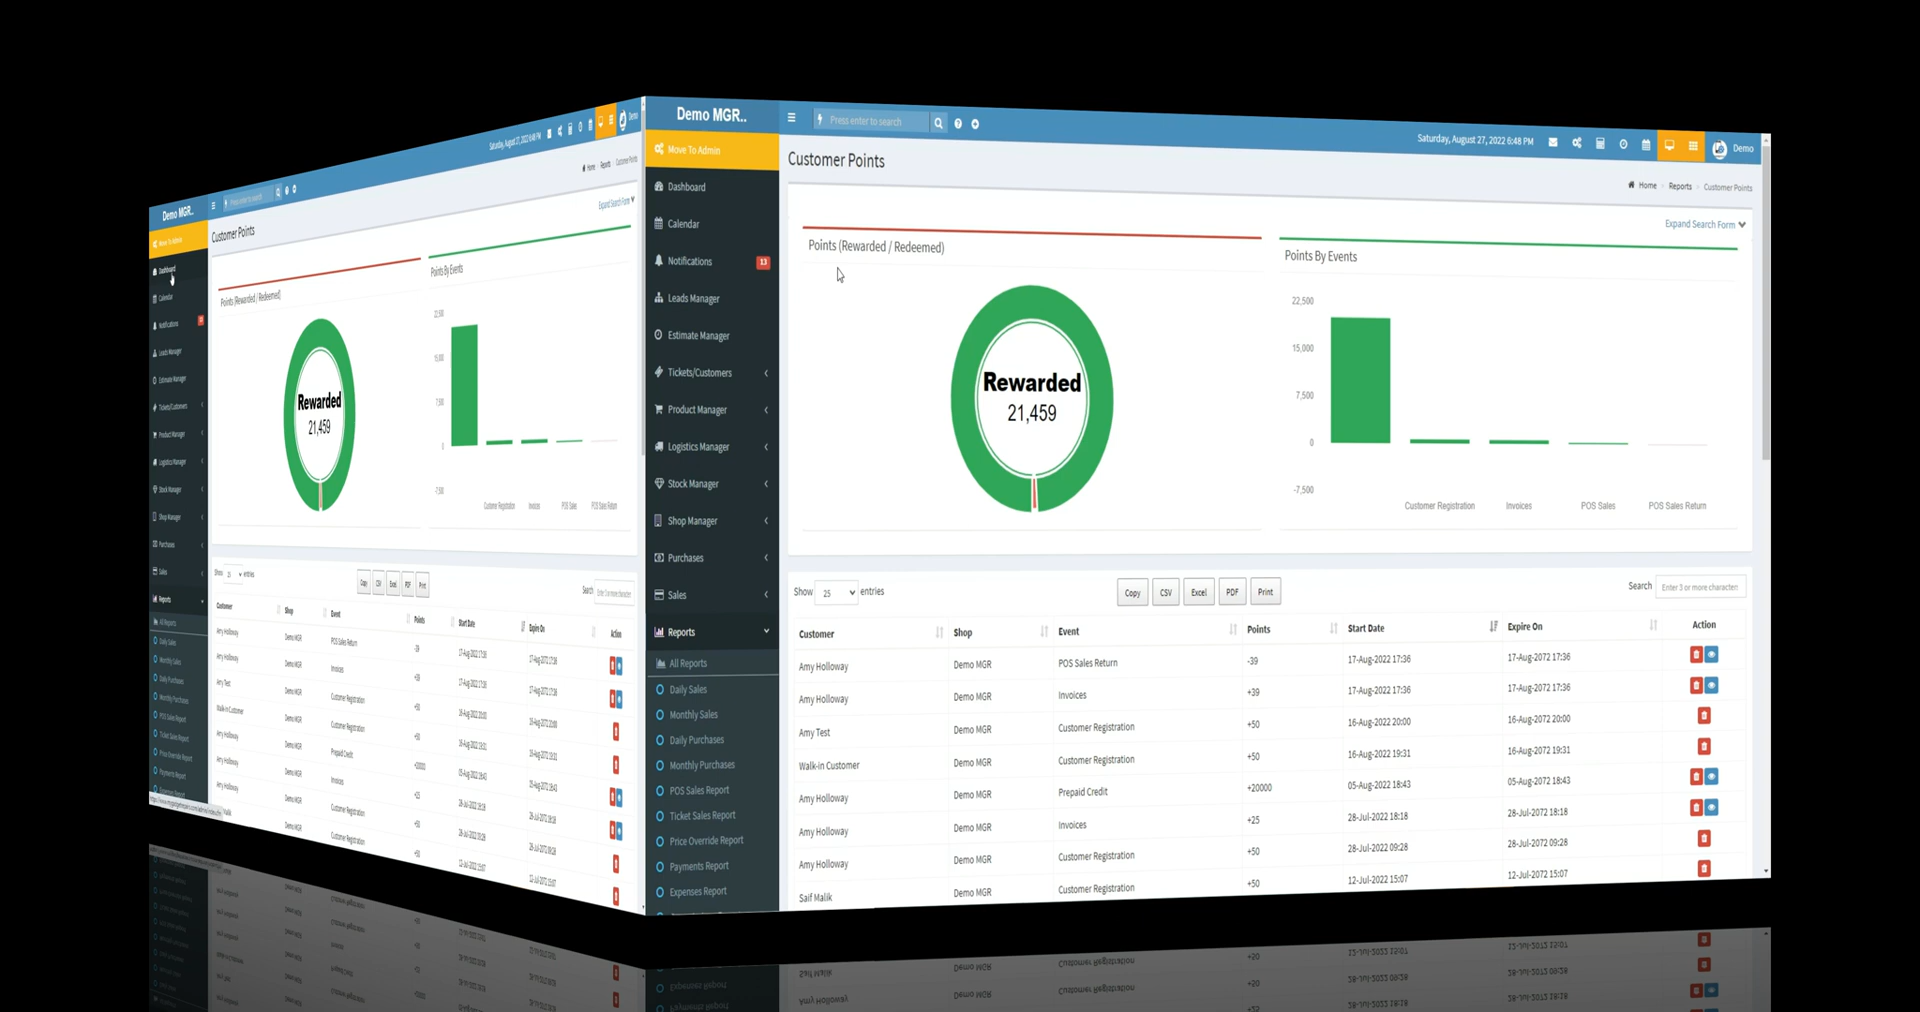 Demo MGR..
Press enter to search
Saturday, August 27, 2022 6:48 PM
Demo
Move To Admin
Dashboard
Calendar
Notifications 13
Leads Manager
Estimate Manager
Tickets/Customers
Product Manager
Logistics Manager
Stock Manager
Shop Manager
Purchases
Sales
Reports
All Reports
Daily Sales
Monthly Sales
Daily Purchases
Monthly Purchases
POS Sales Report
Ticket Sales Report
Price Override Report
Payments Report
Expenses Report
Customer Points
Home Reports Customer Points
Expand Search Form
Points (Rewarded / Redeemed)
Rewarded
21,459
Points By Events
22,500
15,000
7,500
0
-7,500
Customer Registration Invoices POS Sales POS Sales Return
Show 25 entries
Copy CSV Excel PDF Print
Search Enter 3 or more characters
Customer Shop Event Points Start Date Expire On Action
Amy Holloway Demo MGR POS Sales Return -39 17-Aug-2022 17:36 17-Aug-2072 17:36
Amy Holloway Demo MGR Invoices +39 17-Aug-2022 17:36 17-Aug-2072 17:36
Amy Test Demo MGR Customer Registration +50 16-Aug-2022 20:00 16-Aug-2072 20:00
Walk-in Customer Demo MGR Customer Registration +50 16-Aug-2022 19:31 16-Aug-2072 19:31
Amy Holloway Demo MGR Prepaid Credit +20000 05-Aug-2022 18:43 05-Aug-2072 18:43
Amy Holloway Demo MGR Invoices +25 28-Jul-2022 18:18 28-Jul-2072 18:18
Amy Holloway Demo MGR Customer Registration +50 28-Jul-2022 09:28 28-Jul-2072 09:28
Saif Malik Demo MGR Customer Registration +50 12-Jul-2022 15:07 12-Jul-2072 15:07